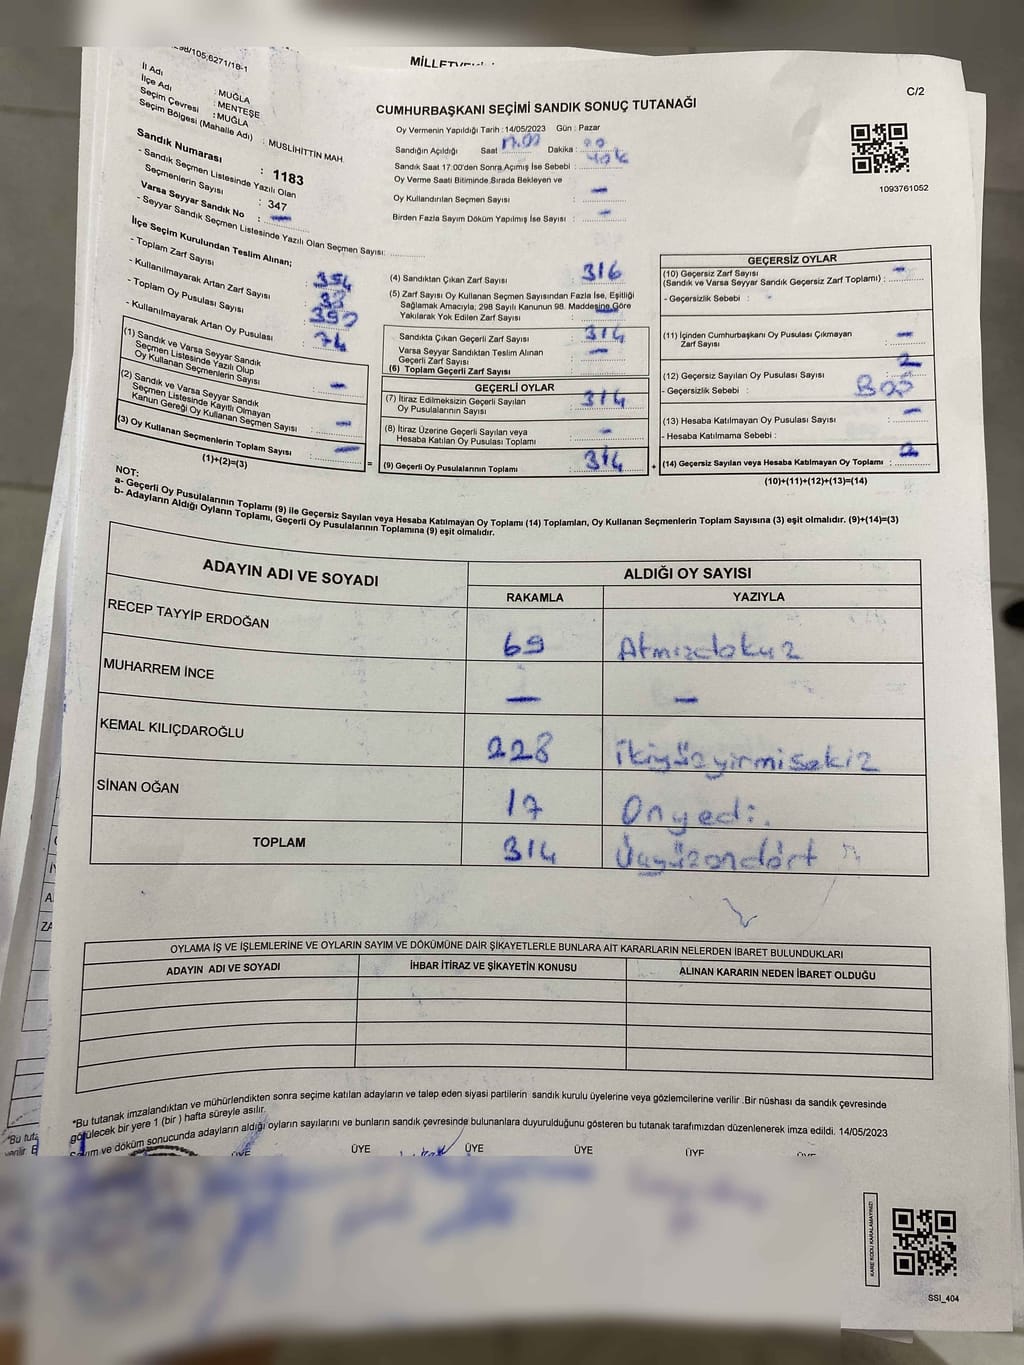 298/105;6271/18-1
MİLLETV
C/2
İl Adı : MUĞLA
İlçe Adı : MENTEŞE
Seçim Çevresi : MUĞLA
Seçim Bölgesi (Mahalle Adı) : MUSLİHİTTİN MAH.
CUMHURBAŞKANI SEÇİMİ SANDIK SONUÇ TUTANAĞI
Oy Vermenin Yapıldığı Tarih : 14/05/2023 Gün : Pazar
Sandığın Açıldığı Saat 17.00 Dakika : 00
Sandık Saat 17:00'den Sonra Açımış İse Sebebi : Yok
Oy Verme Saati Bitiminde Sırada Bekleyen ve
Oy Kullandırılan Seçmen Sayısı : —
Birden Fazla Sayım Döküm Yapılmış İse Sayısı : —
1093761052
Sandık Numarası : 1183
- Sandık Seçmen Listesinde Yazılı Olan
Seçmenlerin Sayısı : 347
Varsa Seyyar Sandık No : —
- Seyyar Sandık Seçmen Listesinde Yazılı Olan Seçmen Sayısı:
İlçe Seçim Kurulundan Teslim Alınan;
- Toplam Zarf Sayısı 354
- Kullanılmayarak Artan Zarf Sayısı 38
- Toplam Oy Pusulası Sayısı
- Kullanılmayarak Artan Oy Pusulası 74
(1) Sandık ve Varsa Seyyar Sandık
Seçmen Listesinde Yazılı Olup
Oy Kullanan Seçmenlerin Sayısı : —
(2) Sandık ve Varsa Seyyar Sandık
Seçmen Listesinde Kayıtlı Olmayan
Kanun Gereği Oy Kullanan Seçmen Sayısı : —
(3) Oy Kullanan Seçmenlerin Toplam Sayısı : —
(1)+(2)=(3)
=
(4) Sandıktan Çıkan Zarf Sayısı : 316
(5) Zarf Sayısı Oy Kullanan Seçmen Sayısından Fazla İse, Eşitliği
Sağlamak Amacıyla, 298 Sayılı Kanunun 98. Maddesine Göre
Yakılarak Yok Edilen Zarf Sayısı : —
Sandıkta Çıkan Geçerli Zarf Sayısı : 314
Varsa Seyyar Sandıktan Teslim Alınan
Geçerli Zarf Sayısı : —
(6) Toplam Geçerli Zarf Sayısı
GEÇERLİ OYLAR
(7) İtiraz Edilmeksizin Geçerli Sayılan
Oy Pusulalarının Sayısı : 314
(8) İtiraz Üzerine Geçerli Sayılan veya
Hesaba Katılan Oy Pusulası Toplamı : —
(9) Geçerli Oy Pusulalarının Toplamı : 314
+
GEÇERSİZ OYLAR
(10) Geçersiz Zarf Sayısı
(Sandık ve Varsa Seyyar Sandık Geçersiz Zarf Toplamı) : —
- Geçersizlik Sebebi : -
(11) İçinden Cumhurbaşkanı Oy Pusulası Çıkmayan
Zarf Sayısı : —
(12) Geçersiz Sayılan Oy Pusulası Sayısı : 2
- Geçersizlik Sebebi : BOŞ
(13) Hesaba Katılmayan Oy Pusulası Sayısı : —
- Hesaba Katılmama Sebebi :
(14) Geçersiz Sayılan veya Hesaba Katılmayan Oy Toplamı : 2
(10)+(11)+(12)+(13)=(14)
NOT:
a- Geçerli Oy Pusulalarının Toplamı (9) ile Geçersiz Sayılan veya Hesaba Katılmayan Oy Toplamı (14) Toplamları, Oy Kullanan Seçmenlerin Toplam Sayısına (3) eşit olmalıdır. (9)+(14)=(3)
b- Adayların Aldığı Oyların Toplamı, Geçerli Oy Pusulalarının Toplamına (9) eşit olmalıdır.
ADAYIN ADI VE SOYADI ALDIĞI OY SAYISI
RAKAMLA YAZIYLA
RECEP TAYYİP ERDOĞAN 69 Atmışdokuz
MUHARREM İNCE — —
KEMAL KILIÇDAROĞLU 228 İkiyüzyirmisekiz
SİNAN OĞAN 17 Onyedi.
TOPLAM 314 Üçyüzondört
OYLAMA İŞ VE İŞLEMLERİNE VE OYLARIN SAYIM VE DÖKÜMÜNE DAİR ŞİKAYETLERLE BUNLARA AİT KARARLARIN NELERDEN İBARET BULUNDUKLARI
ADAYIN ADI VE SOYADI İHBAR İTİRAZ VE ŞİKAYETİN KONUSU ALINAN KARARIN NEDEN İBARET OLDUĞU
*Bu tutanak imzalandıktan ve mühürlendikten sonra seçime katılan adayların ve talep eden siyasi partilerin sandık kurulu üyelerine veya gözlemcilerine verilir .Bir nüshası da sandık çevresinde
görülecek bir yere 1 (bir) hafta süreyle asılır.
Sayım ve döküm sonucunda adayların aldığı oyların sayılarını ve bunların sandık çevresinde bulunanlara duyurulduğunu gösteren bu tutanak tarafımızdan düzenlenerek imza edildi. 14/05/2023
ÜYE ÜYE ÜYE ÜYE ÜYE
KARE KODU KARALAMAYINIZ!
SSI_404